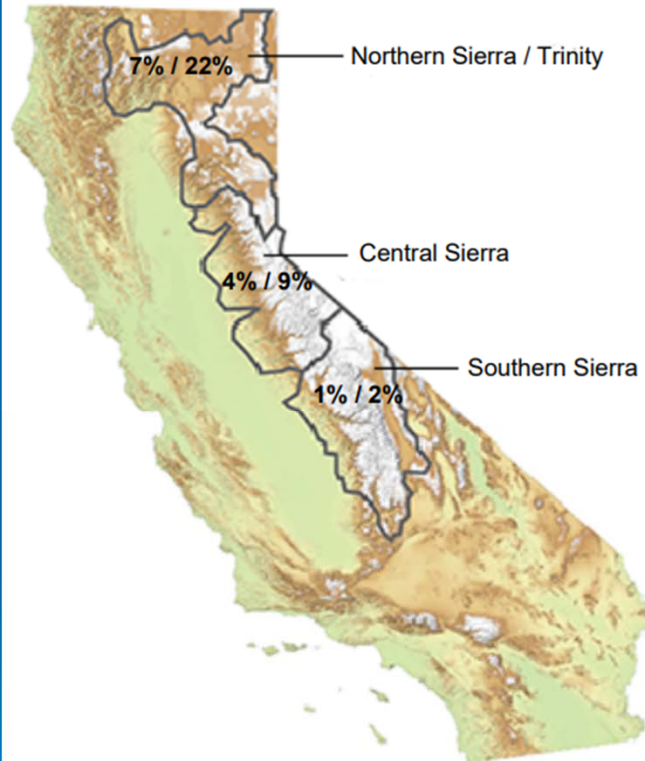 Northern Sierra / Trinity
7% / 22%
Central Sierra
4% / 9%
Southern Sierra
1% / 2%